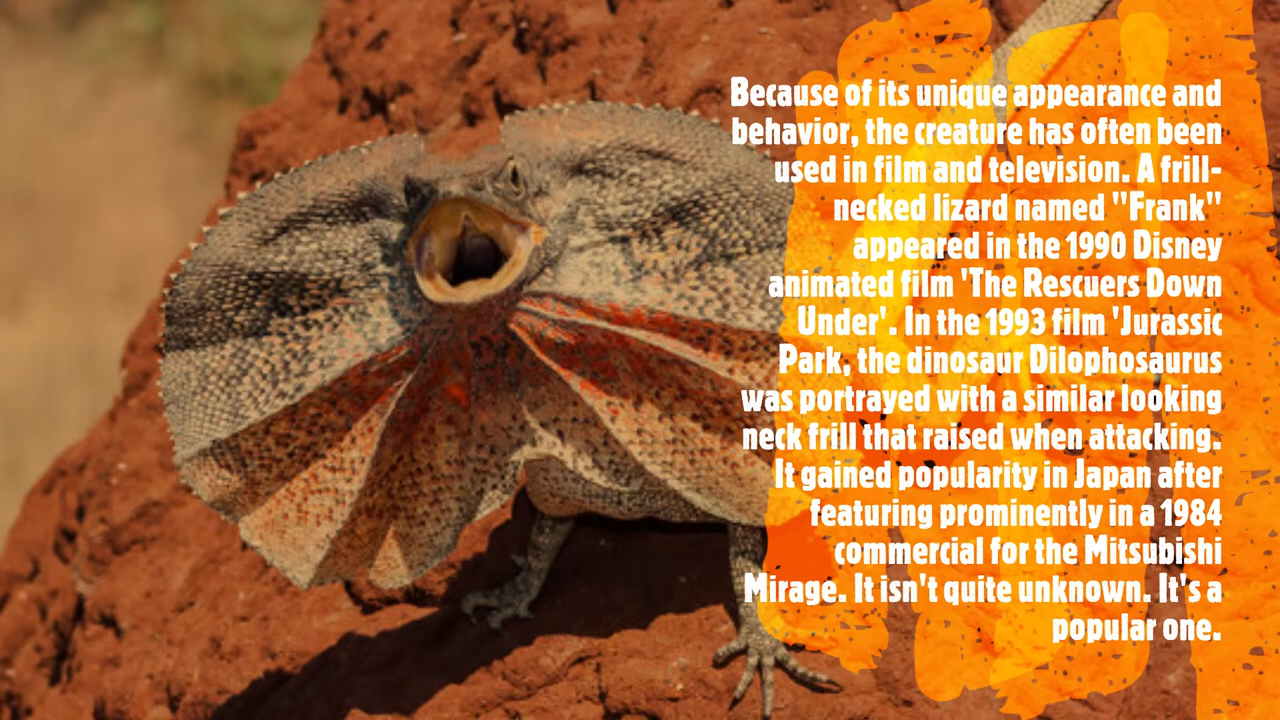 Because of its unique appearance and
behavior, the creature has often been
used in film and television. A frill-
necked lizard named "Frank"
appeared in the 1990 Disney
animated film 'The Rescuers Down
Under'. In the 1993 film 'Jurassic
Park, the dinosaur Dilophosaurus
was portrayed with a similar looking
neck frill that raised when attacking.
It gained popularity in Japan after
featuring prominently in a 1984
commercial for the Mitsubishi
Mirage. It isn't quite unknown. It's a
popular one.